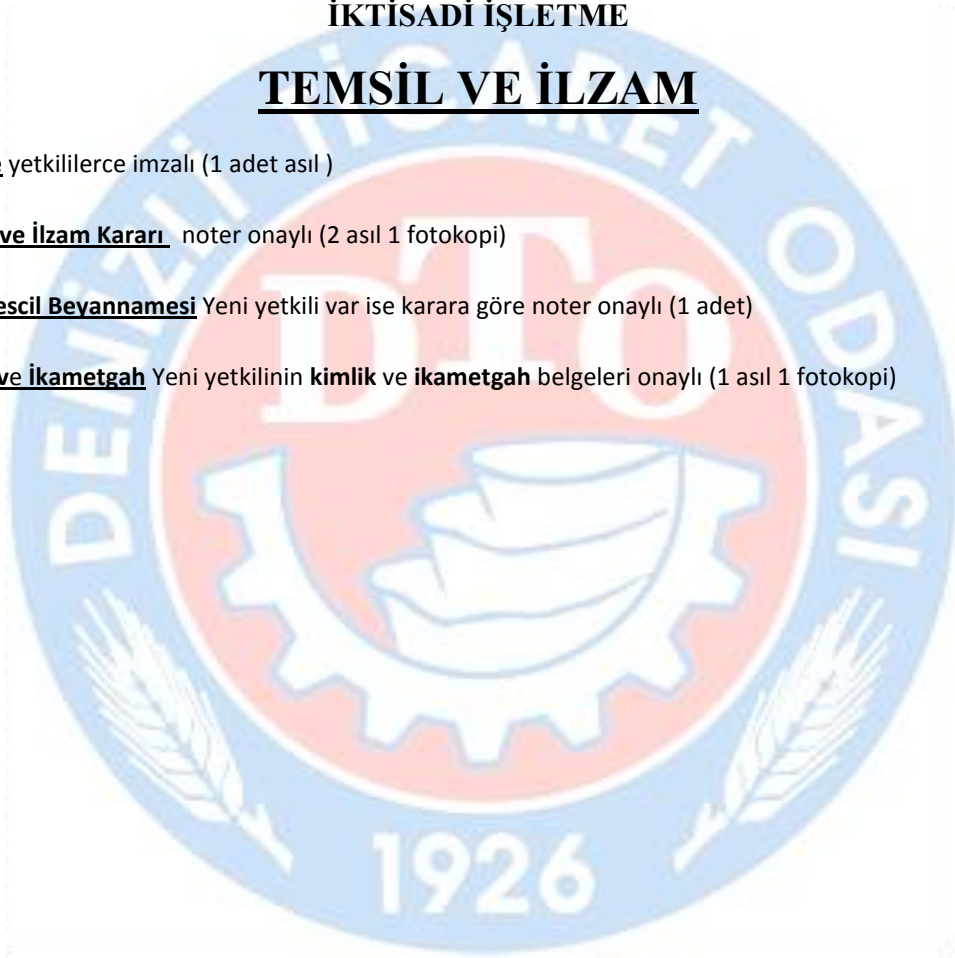 İKTİSADİ İŞLETME
TEMSİL VE İLZAM
yetkililerce imzalı (1 adet asıl )
ve İlzam Kararı noter onaylı (2 asıl 1 fotokopi)
escil Beyannamesi Yeni yetkili var ise karara göre noter onaylı (1 adet)
ve İkametgah Yeni yetkilinin kimlik ve ikametgah belgeleri onaylı (1 asıl 1 fotokopi)
DENİZLİ TİCARET ODASI
DTO
1926